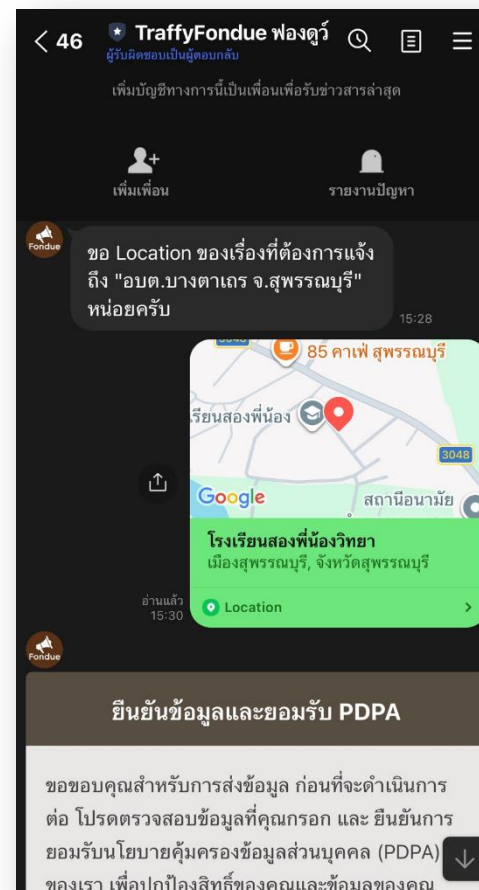 46
TraffyFondue ฟองดูว์
ผู้รับผิดชอบเป็นผู้ตอบกลับ
เพิ่มบัญชีทางการนี้เป็นเพื่อนเพื่อรับข่าวสารล่าสุด
เพิ่มเพื่อน
รายงานปัญหา
Fondue
ขอ Location ของเรื่องที่ต้องการแจ้ง
ถึง "อบต.บางตาเถร จ.สุพรรณบุรี"
หน่อยครับ
15:28
85 คาเฟ่ สุพรรณบุรี
เรียนสองพี่น้อง
3048
Google
สถานีอนามัย
โรงเรียนสองพี่น้องวิทยา
เมืองสุพรรณบุรี, จังหวัดสุพรรณบุรี
อ่านแล้ว
15:30
Location
Fondue
ยืนยันข้อมูลและยอมรับ PDPA
ขอขอบคุณสำหรับการส่งข้อมูล ก่อนที่จะดำเนินการ
ต่อ โปรดตรวจสอบข้อมูลที่คุณกรอก และ ยืนยันการ
ยอมรับนโยบายคุ้มครองข้อมูลส่วนบุคคล (PDPA)
ของเรา เพื่อปกป้องสิทธิ์ของคุณและข้อมูลของคุณ